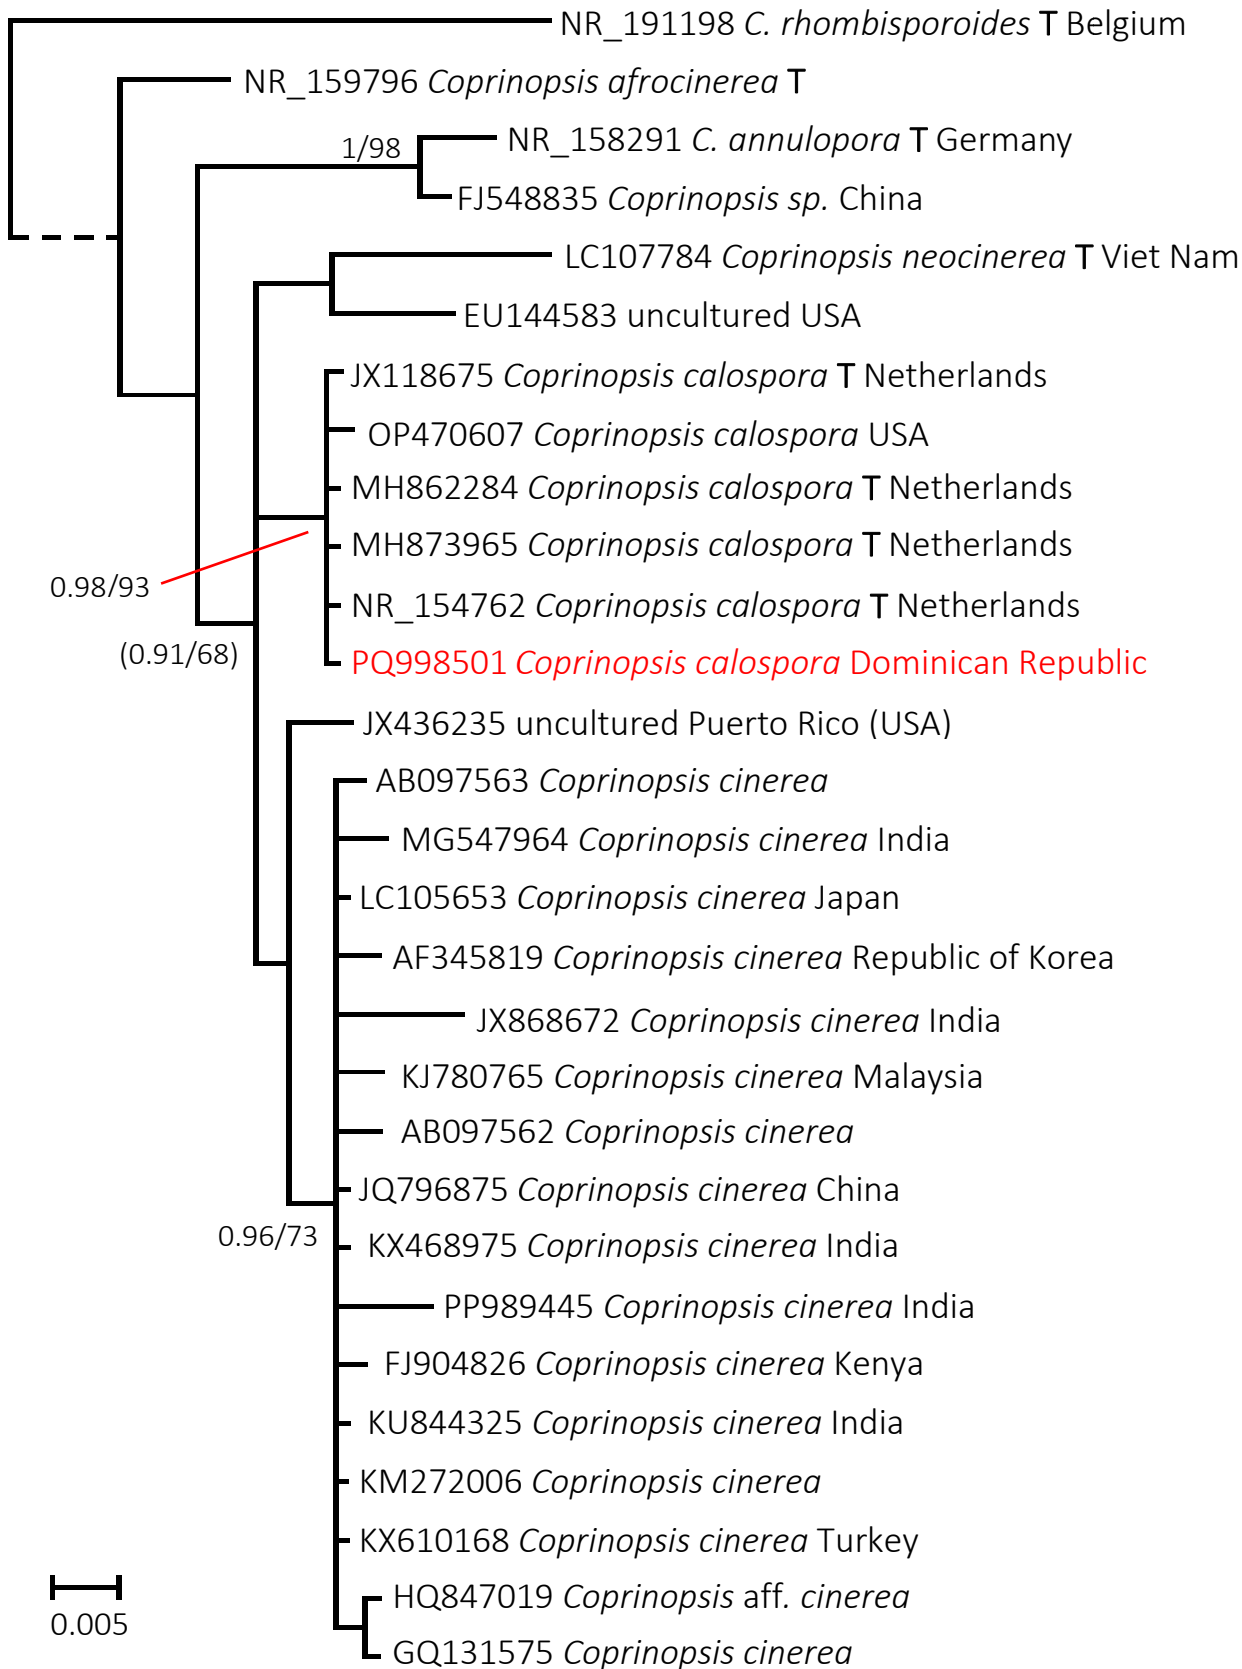 NR_191198 C. rhombisporoides T Belgium
NR_159796 Coprinopsis afrocinerea T
1/98
NR_158291 C. annulopora T Germany
FJ548835 Coprinopsis sp. China
LC107784 Coprinopsis neocinerea T Viet Nam
EU144583 uncultured USA
JX118675 Coprinopsis calospora T Netherlands
OP470607 Coprinopsis calospora USA
MH862284 Coprinopsis calospora T Netherlands
MH873965 Coprinopsis calospora T Netherlands
0.98/93
NR_154762 Coprinopsis calospora T Netherlands
(0.91/68)
PQ998501 Coprinopsis calospora Dominican Republic
JX436235 uncultured Puerto Rico (USA)
AB097563 Coprinopsis cinerea
MG547964 Coprinopsis cinerea India
LC105653 Coprinopsis cinerea Japan
AF345819 Coprinopsis cinerea Republic of Korea
JX868672 Coprinopsis cinerea India
KJ780765 Coprinopsis cinerea Malaysia
AB097562 Coprinopsis cinerea
JQ796875 Coprinopsis cinerea China
0.96/73
KX468975 Coprinopsis cinerea India
PP989445 Coprinopsis cinerea India
FJ904826 Coprinopsis cinerea Kenya
KU844325 Coprinopsis cinerea India
KM272006 Coprinopsis cinerea
KX610168 Coprinopsis cinerea Turkey
HQ847019 Coprinopsis aff. cinerea
0.005
GQ131575 Coprinopsis cinerea